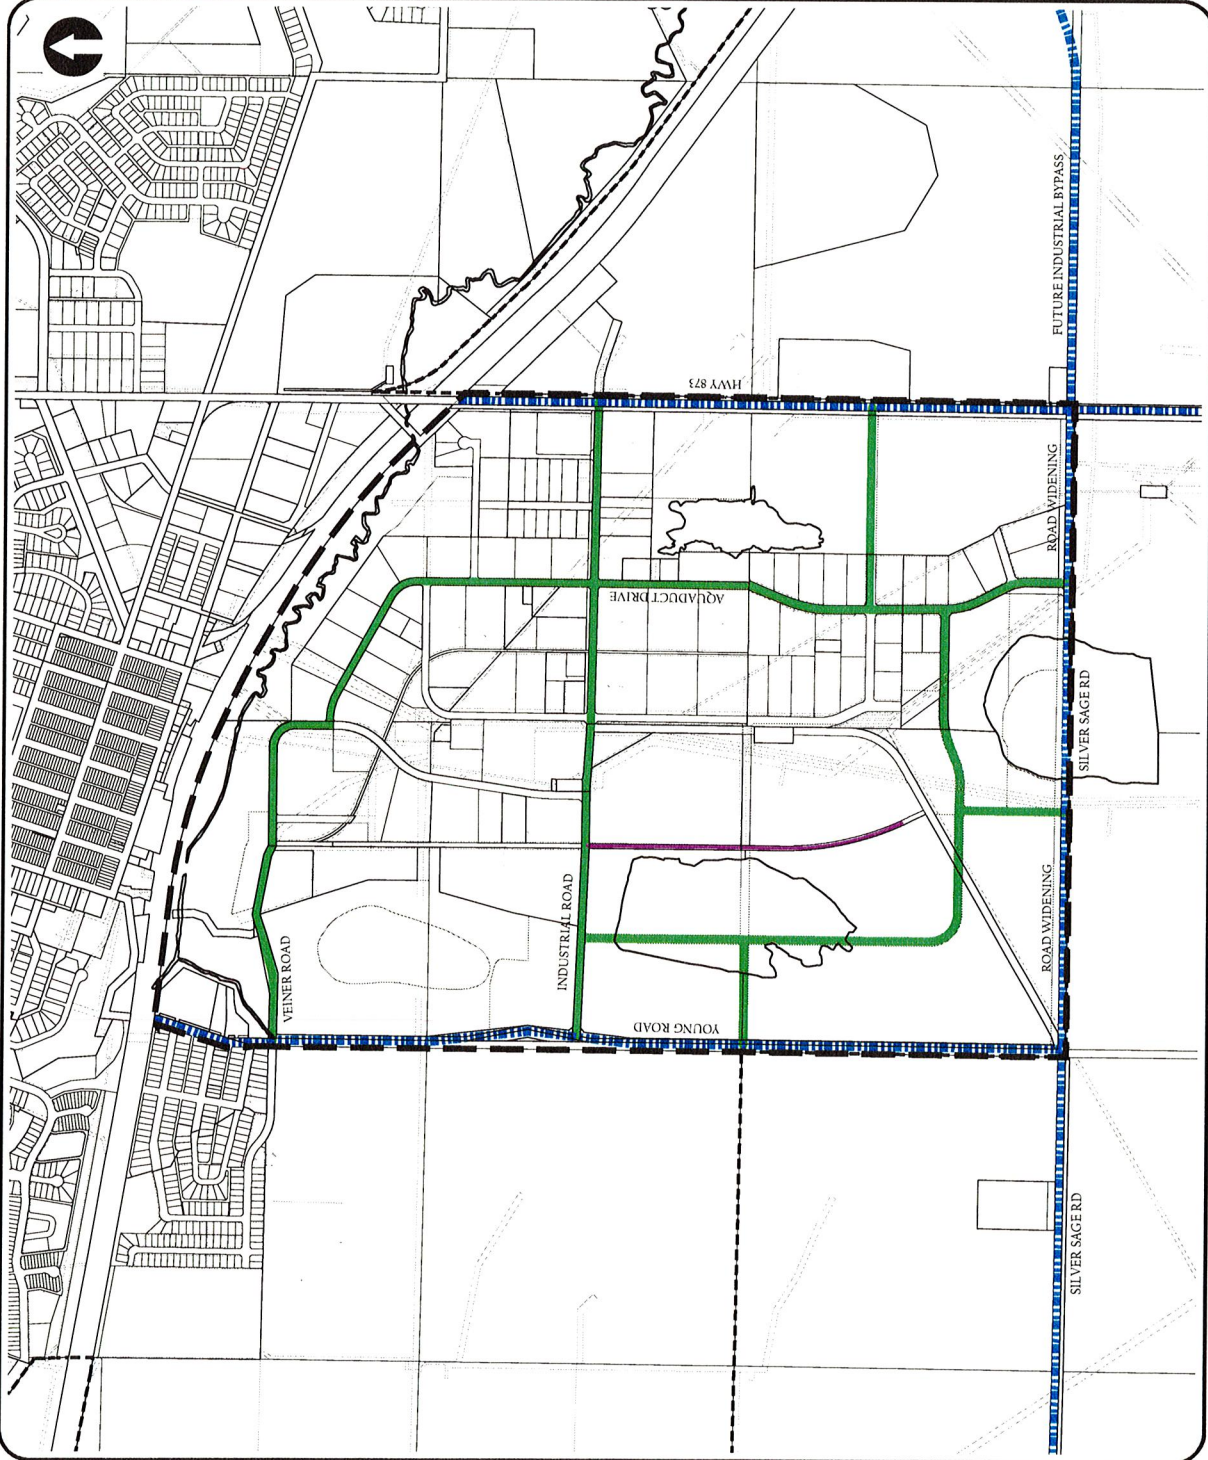 FUTURE INDUSTRIAL BYPASS
HWY 873
ROAD WIDENING
AQUADUCT DRIVE
SILVER SAGE RD
INDUSTRIAL ROAD
ROAD WIDENING
VEINER ROAD
YOUNG ROAD
SILVER SAGE RD